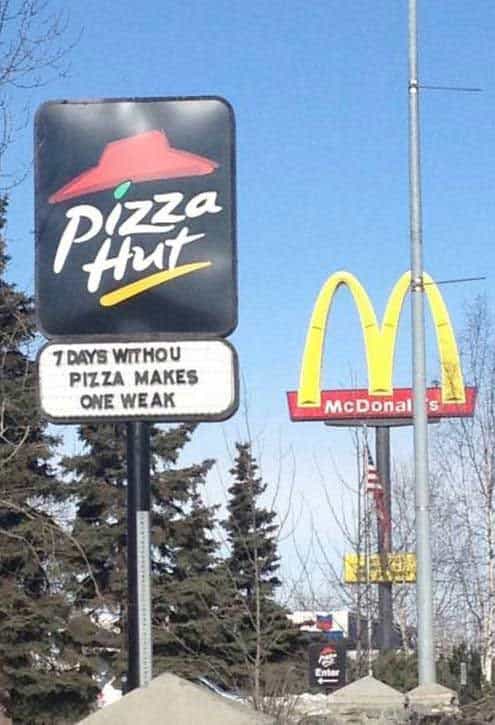 Pizza
Hut
7 DAYS WITHOU
PIZZA MAKES
ONE WEAK
McDonal's
Enter